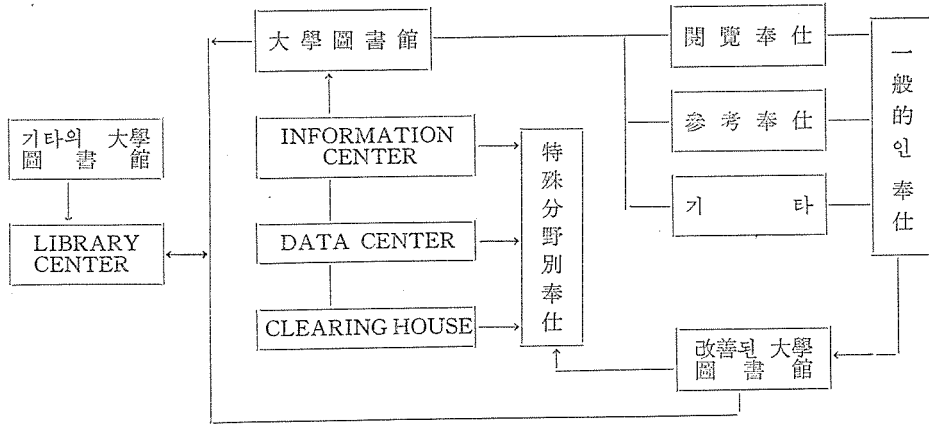 大學圖書館
閱覽奉仕
一般的인 奉仕
기타의 大學
圖書館
INFORMATION
CENTER
特殊分野別奉仕
參考奉仕
LIBRARY
CENTER
DATA CENTER
기타
CLEARING HOUSE
改善된 大學
圖書館